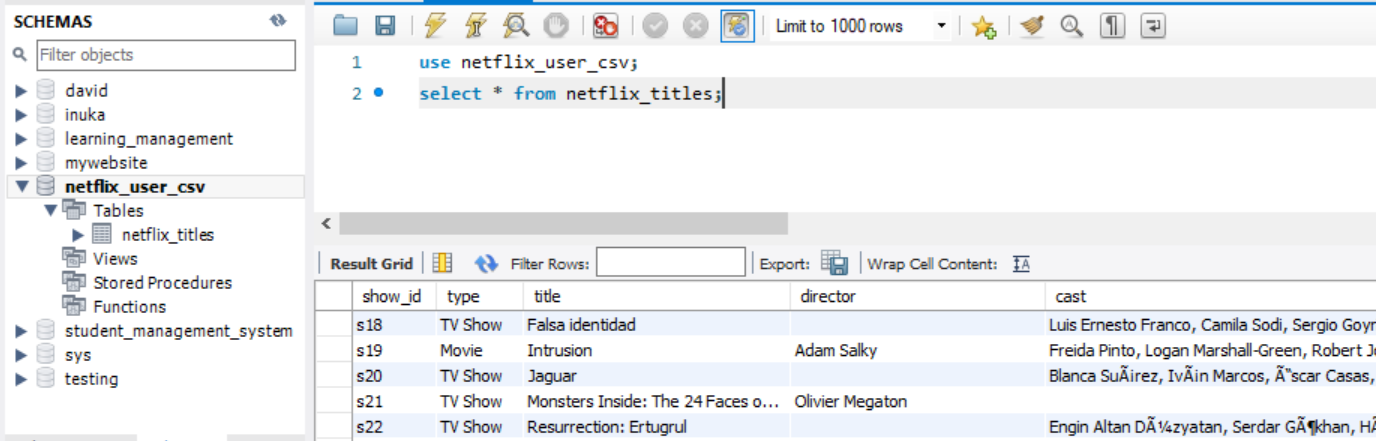 SCHEMAS
Filter objects
david
inuka
learning_management
mywebsite
netflix_user_csv
Tables
netflix_titles
Views
Stored Procedures
Functions
student_management_system
sys
testing
Limit to 1000 rows
1 use netflix_user_csv;
2 select * from netflix_titles;
Result Grid Filter Rows: Export: Wrap Cell Content: IA
show_id type title director cast
s18 TV Show Falsa identidad Luis Ernesto Franco, Camila Sodi, Sergio Goyr
s19 Movie Intrusion Adam Salky Freida Pinto, Logan Marshall-Green, Robert
s20 TV Show Jaguar Blanca SuÃ¡rez, IvÃ¡n Marcos, Ã“scar Casas,
s21 TV Show Monsters Inside: The 24 Faces o... Olivier Megaton
s22 TV Show Resurrection: Ertugrul Engin Altan DÃ¼zyatan, Serdar GÃ¶khan,